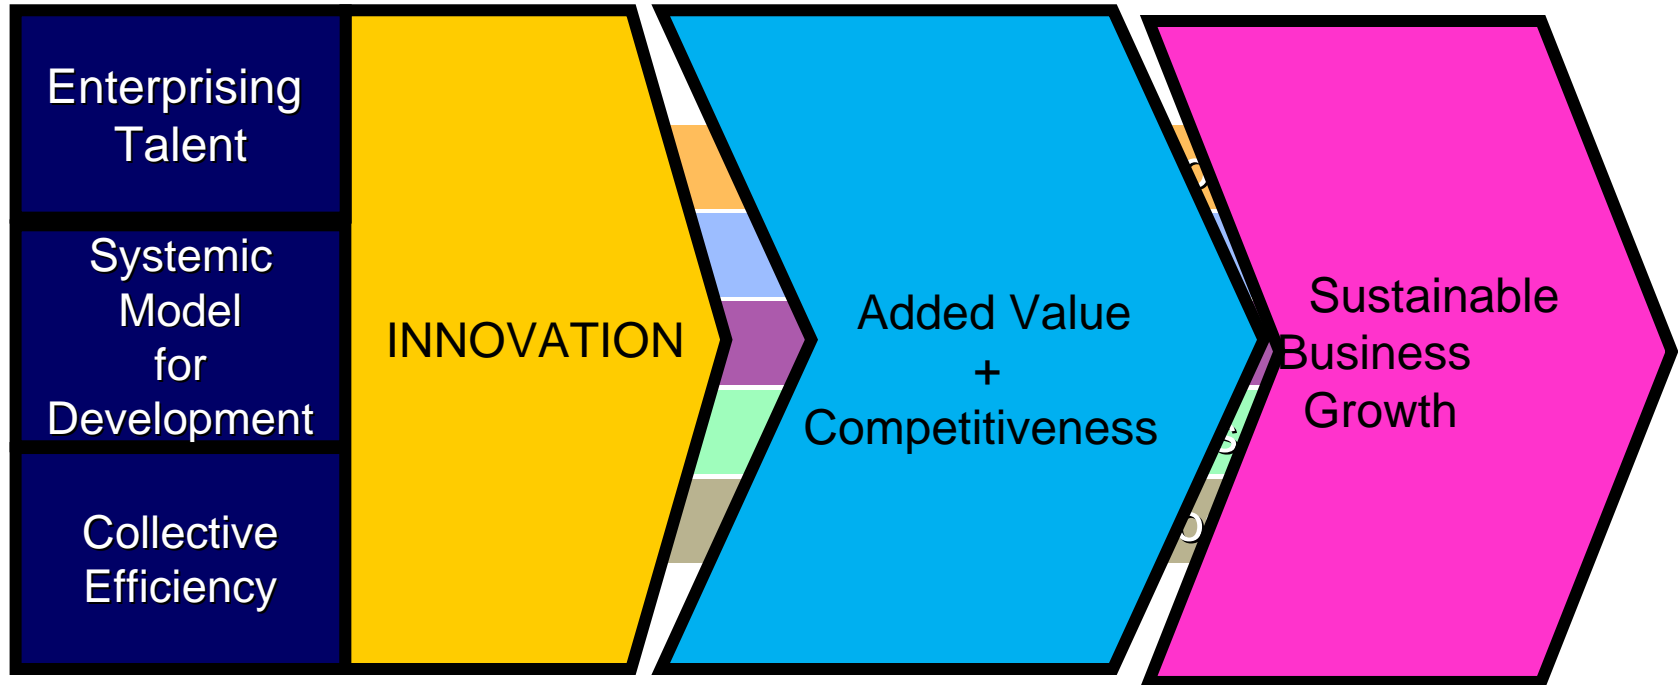 Enterprising
Talent
Systemic
Model
for
Development
Collective
Efficiency
INNOVATION
Added Value
+
Competitiveness
Sustainable
Business
Growth